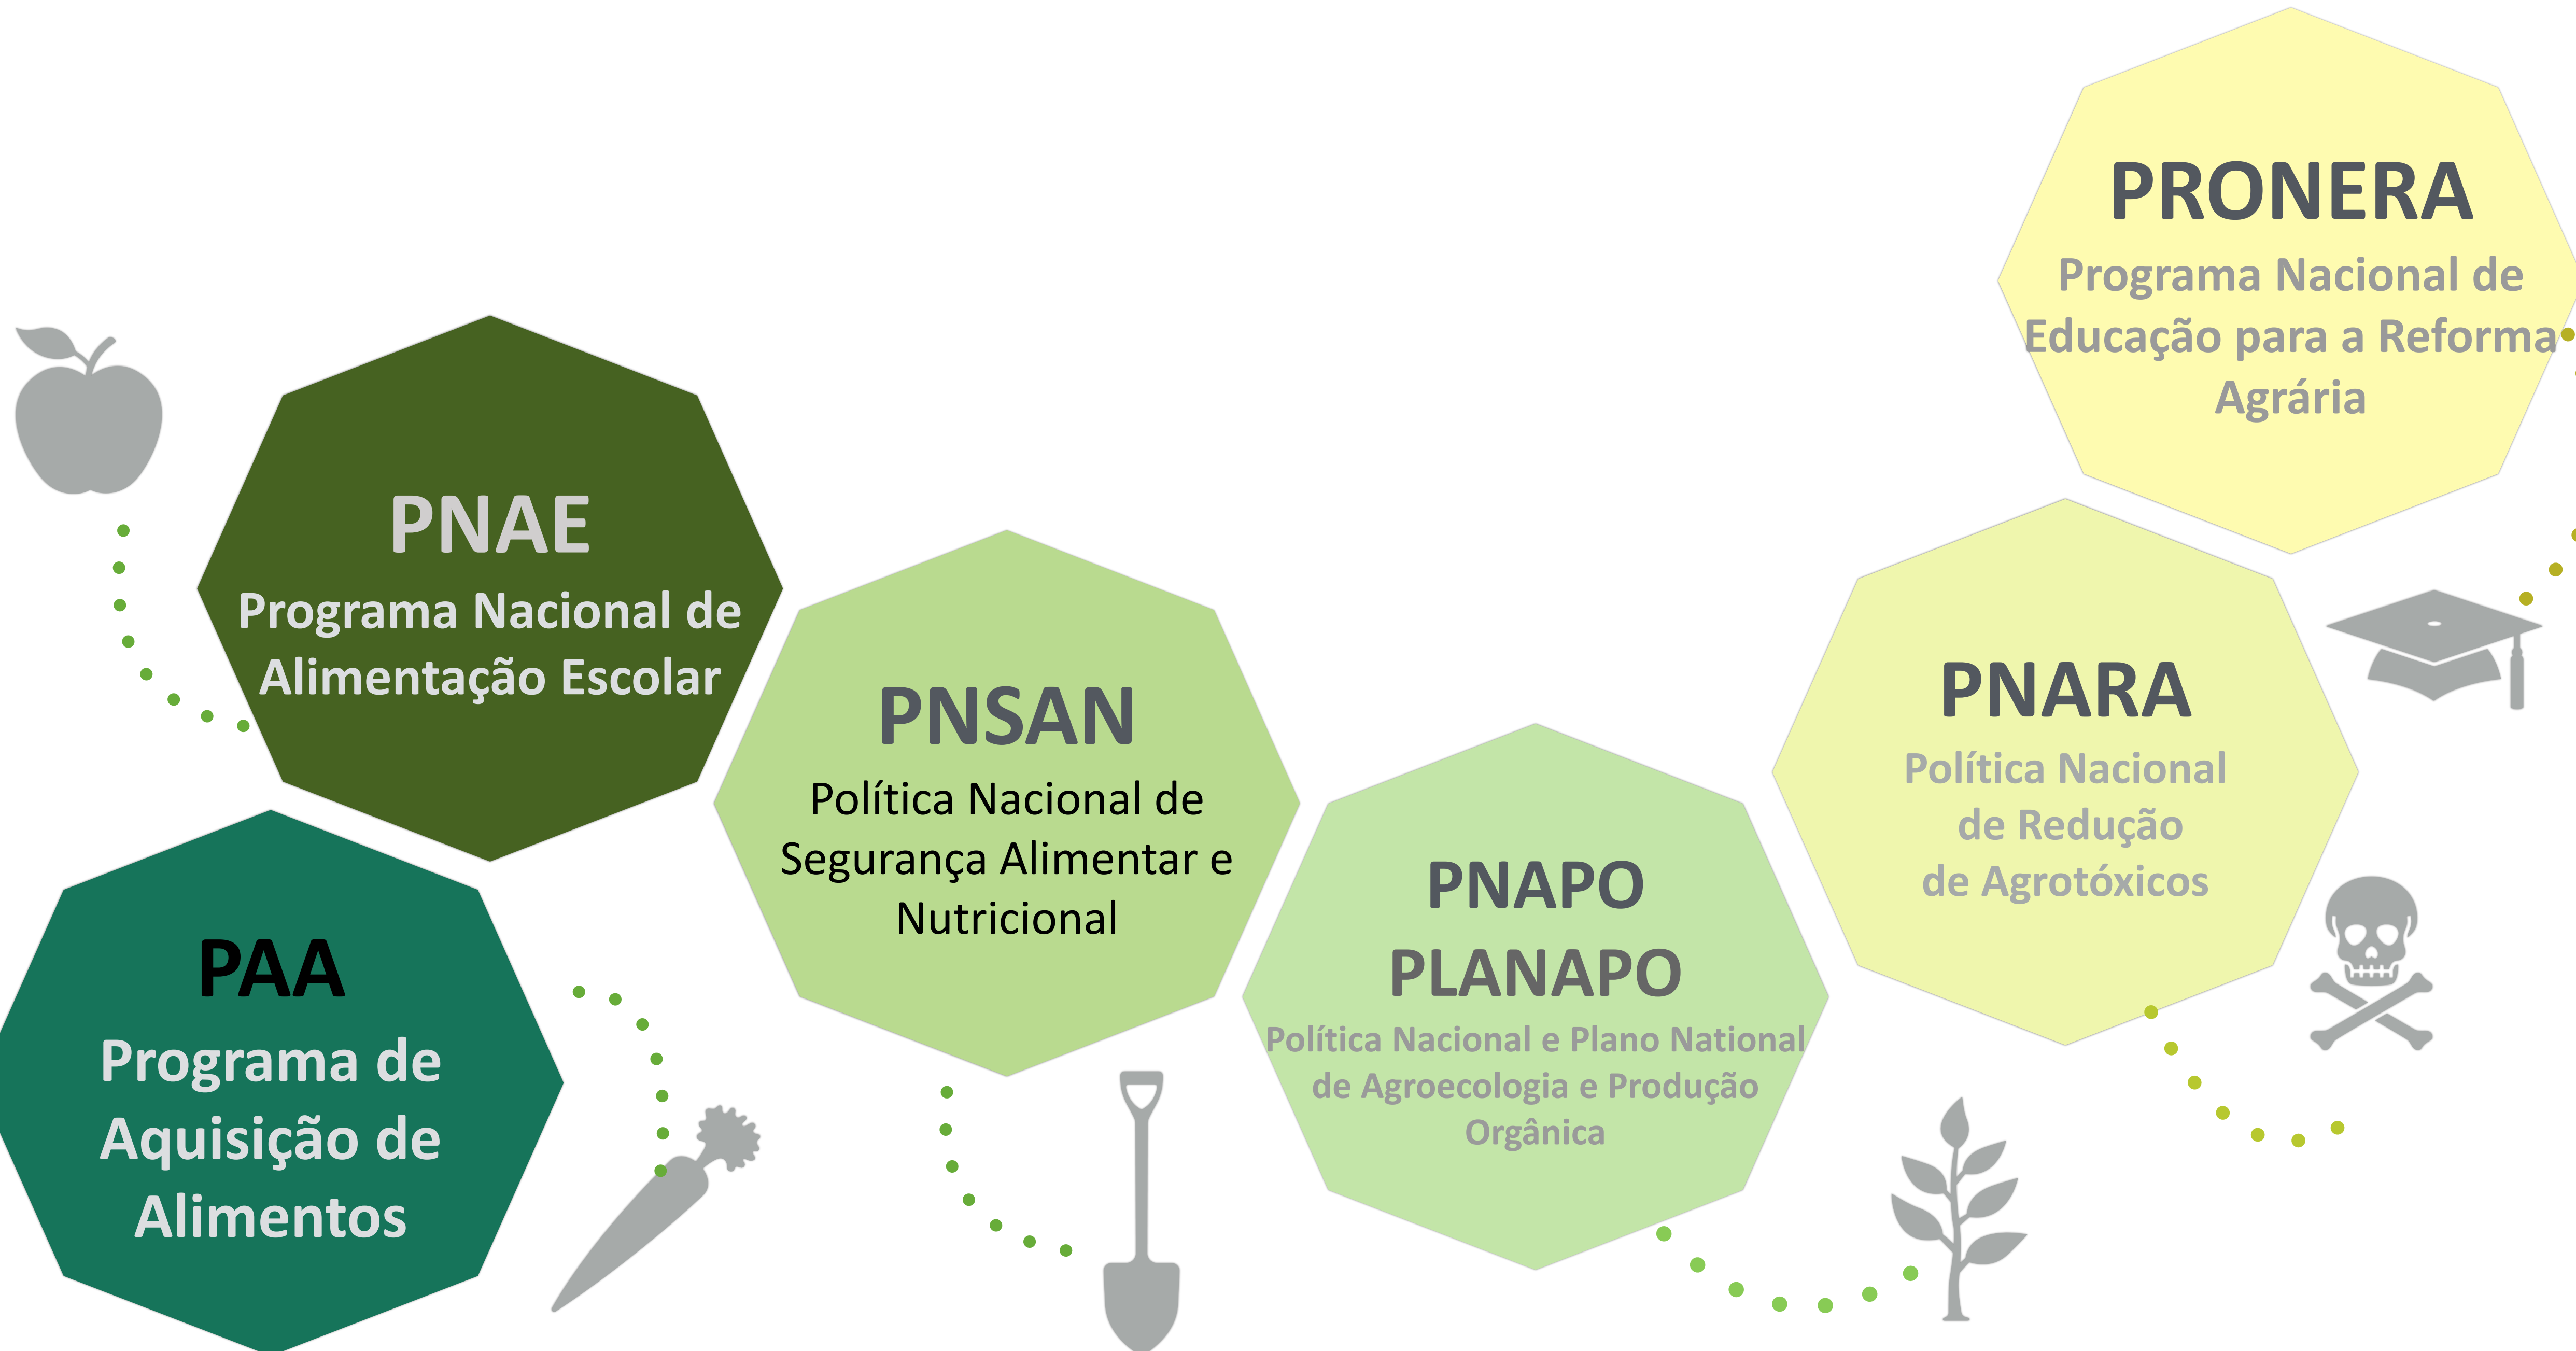 PRONERA
Programa Nacional de
Educação para a Reforma
Agrária
PNAE
Programa Nacional de
Alimentação Escolar
PNSAN
Política Nacional de
Segurança Alimentar e
Nutricional
PNARA
Política Nacional
de Redução
de Agrotóxicos
PNAPO
PLANAPO
Política Nacional e Plano National
de Agroecologia e Produção
Orgânica
PAA
Programa de
Aquisição de
Alimentos